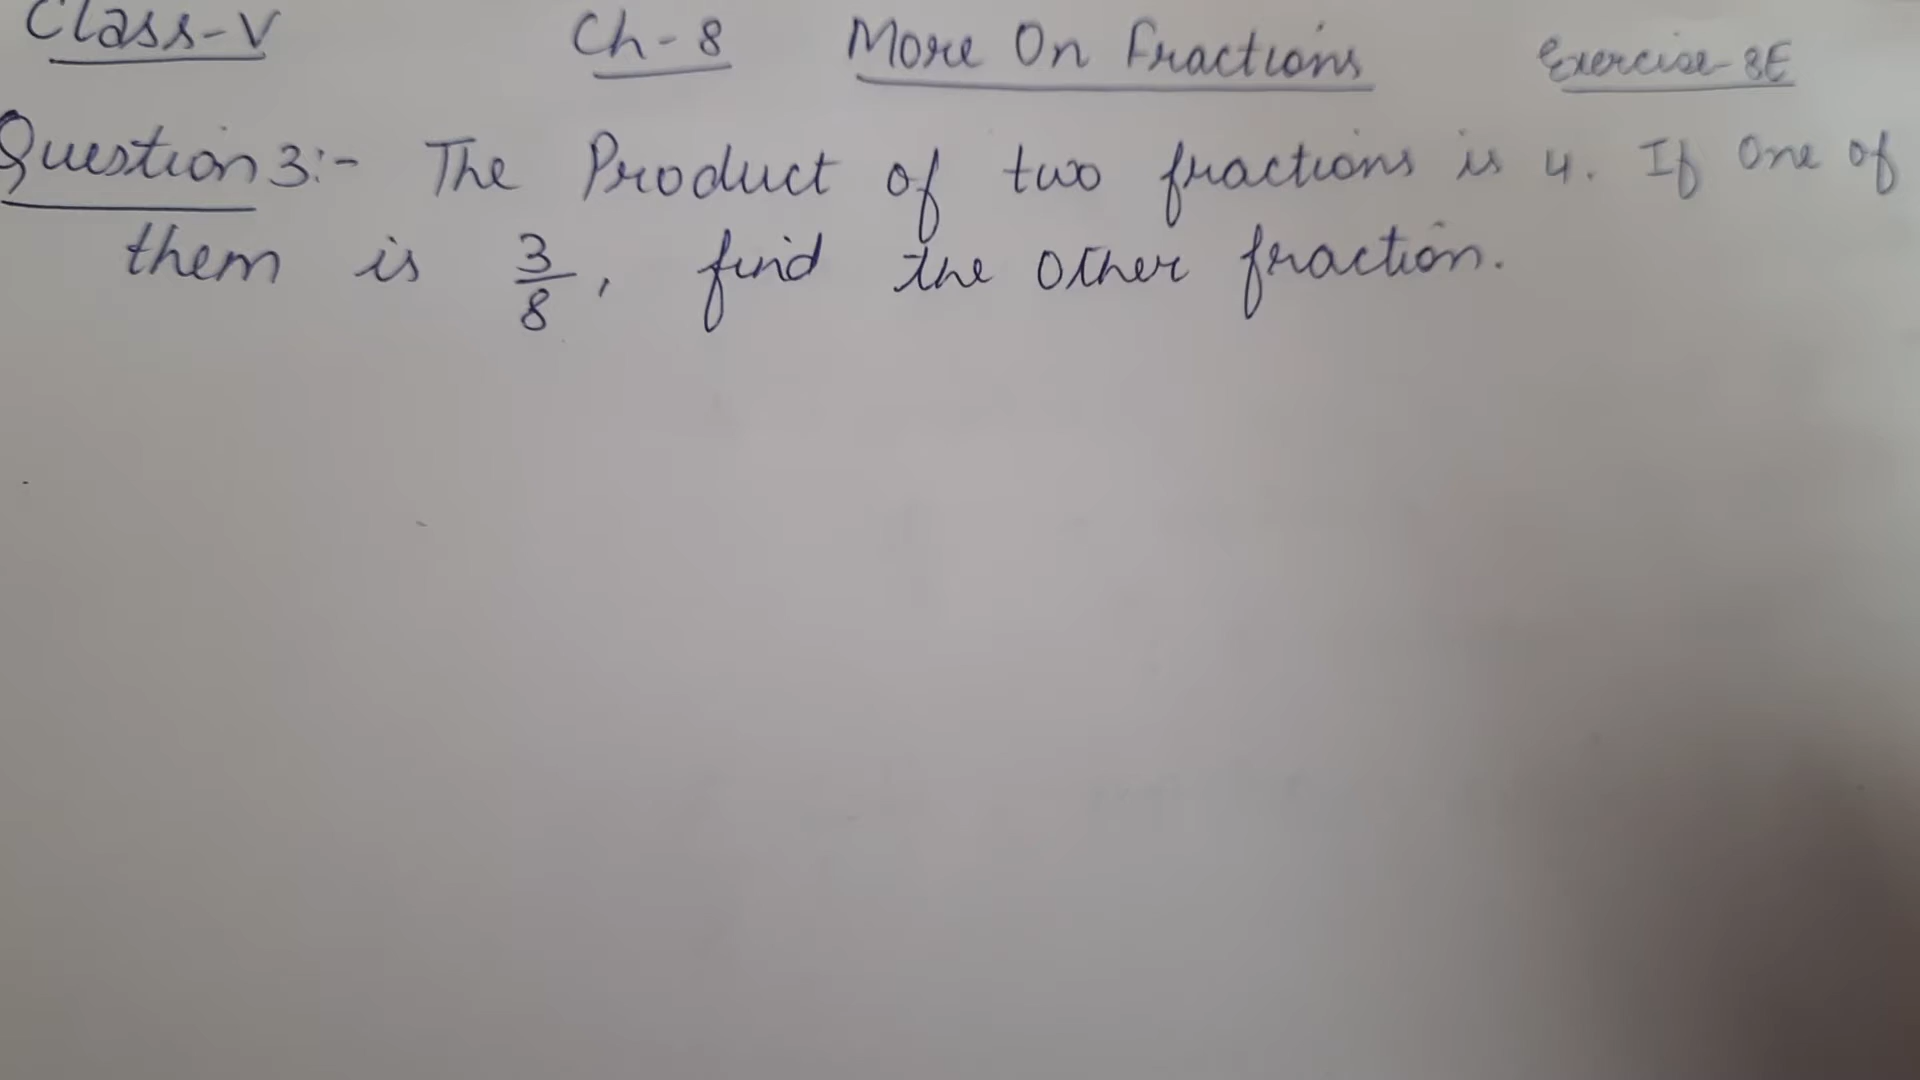 Class-V Ch-8 More On Fractions Exercise-8E
Question 3:- The Product of two fractions is 4. If One of
them is 3/8, find the other fraction.